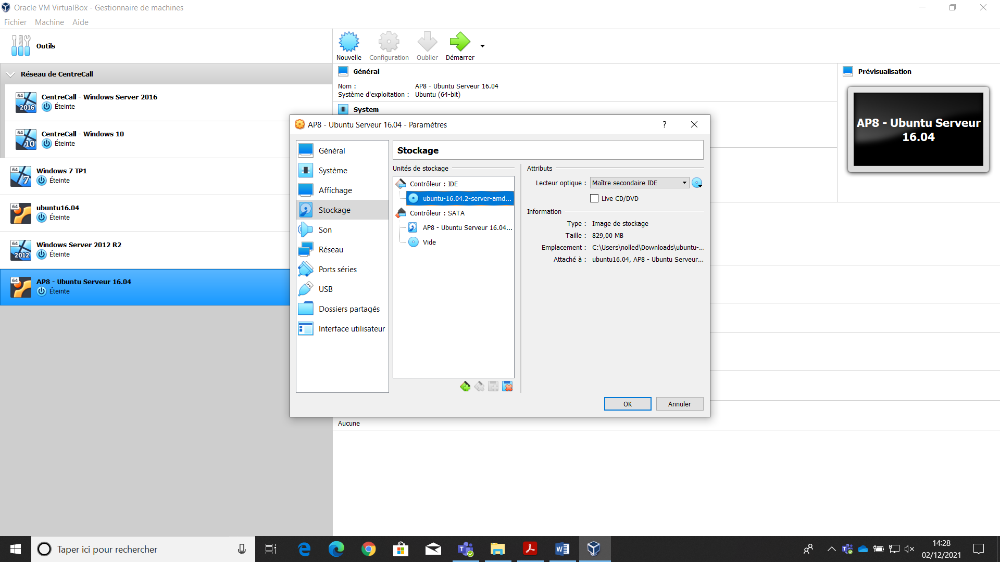 Oracle VM VirtualBox - Gestionnaire de machines
Fichier Machine Aide
Outils
Nouvelle Configuration Oublier Démarrer
Réseau de CentreCall
64 2016 CentreCall - Windows Server 2016
Éteinte
64 10 CentreCall - Windows 10
Éteinte
64 7 Windows 7 TP1
Éteinte
64 ubuntu16.04
Éteinte
64 2012 Windows Server 2012 R2
Éteinte
64 AP8 - Ubuntu Serveur 16.04
Éteinte
Général
Nom : AP8 - Ubuntu Serveur 16.04
Système d'exploitation : Ubuntu (64-bit)
System
Prévisualisation
AP8 - Ubuntu Serveur
16.04
AP8 - Ubuntu Serveur 16.04 - Paramètres ?
Général
Système
Affichage
Stockage
Son
Réseau
Ports séries
USB
Dossiers partagés
Interface utilisateur
Stockage
Unités de stockage
Contrôleur : IDE
ubuntu-16.04.2-server-amd...
Contrôleur : SATA
AP8 - Ubuntu Serveur 16.04...
Vide
Attributs
Lecteur optique : Maître secondaire IDE
Live CD/DVD
Information
Type : Image de stockage
Taille : 829,00 MB
Emplacement : C:\Users\nolled\Downloads\ubuntu-...
Attaché à : ubuntu16.04, AP8 - Ubuntu Serveur...
OK Annuler
Aucune
Taper ici pour rechercher
14:28
02/12/2021